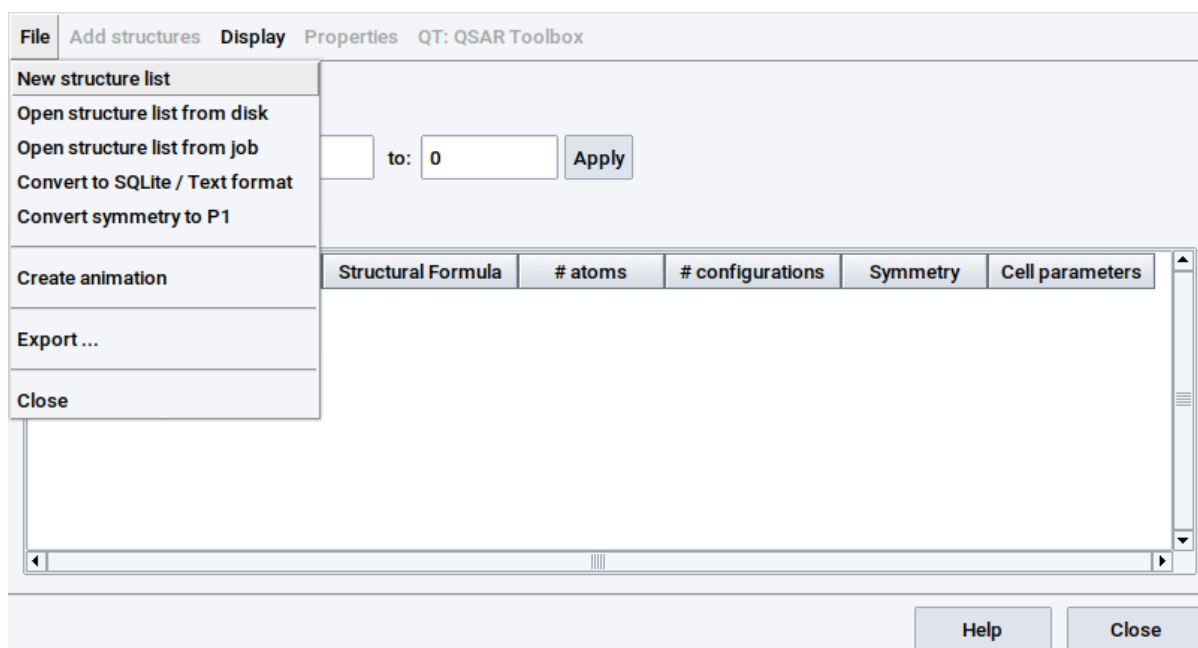 File Add structures Display Properties QT: QSAR Toolbox
New structure list
Open structure list from disk
Open structure list from job
to: 0 Apply
Convert to SQLite / Text format
Convert symmetry to P1
Create animation
Structural Formula # atoms # configurations Symmetry Cell parameters
Export ...
Close
Help Close